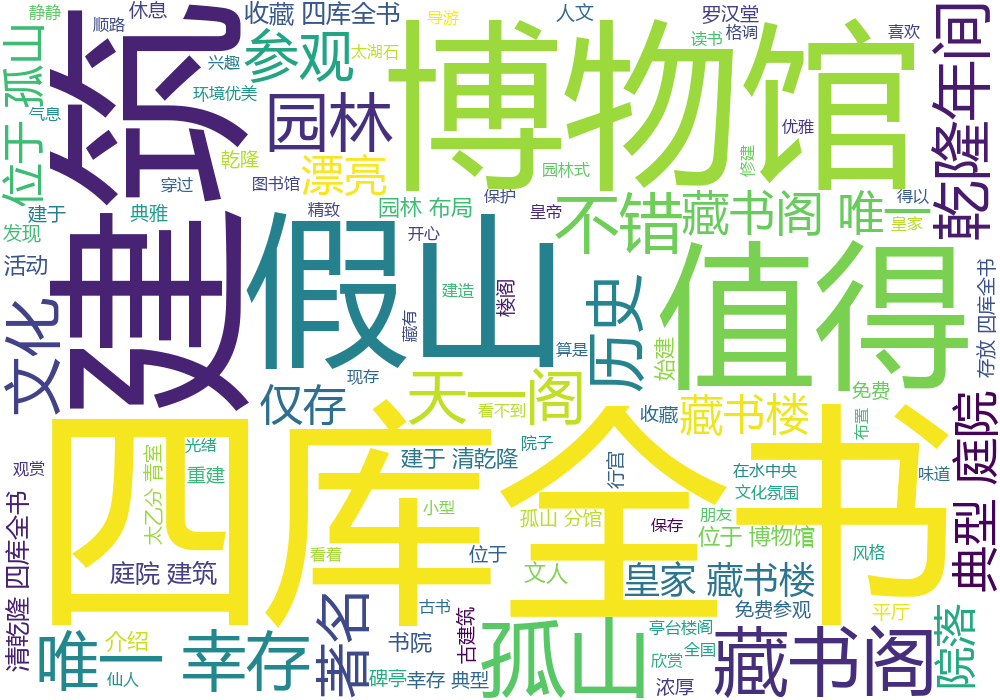 静静
顺路
休息
收藏 四库全书
导游
人文
罗汉堂
格调
喜欢
位于 孤山
建筑
参观
太湖石
读书
博物馆
乾隆年间
兴趣
环境优美
气息
园林
优雅
乾隆
漂亮
园林式
修建
穿过
图书馆
保护
得以
建于
典雅
精致
园林 布局
皇帝
不错
藏书阁 唯一
皇家
发现
开心
活动
假山
建造
楼阁
历史
值得
存放 四库全书
文化
藏有
算是
始建
现存
天一阁
看不到
仅存
免费
收藏
藏书楼
布置
典型 庭院
四库全书
光绪
院子
行宫
观赏
太乙分 青室
重建
建于 清乾隆
在水中央
味道
文化氛围
小型
孤山 分馆
保存
朋友
清乾隆 四库全书
看着
位于
位于 博物馆
风格
庭院 建筑
文人
皇家 藏书楼
著名
古书
免费参观
平厅
院落
唯一 幸存
介绍
书院
古建筑
孤山
亭台楼阁
全国
藏书阁
仙人
碑亭
幸存 典型
欣赏
浓厚